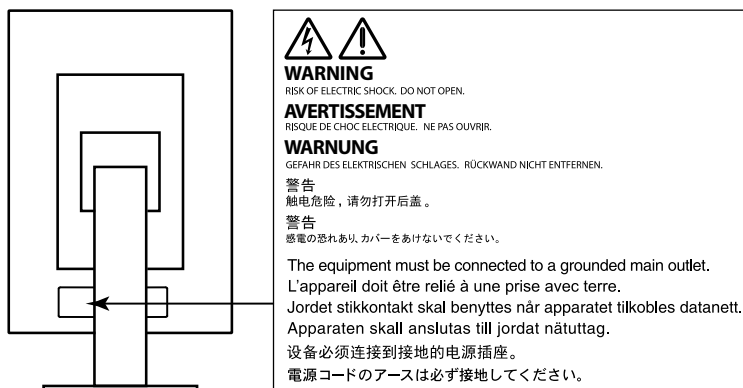 WARNING
RISK OF ELECTRIC SHOCK. DO NOT OPEN.
AVERTISSEMENT
RISQUE DE CHOC ELECTRIQUE. NE PAS OUVRIR.
WARNUNG
GEFAHR DES ELEKTRISCHEN SCHLAGES. RÜCKWAND NICHT ENTFERNEN.
警告
触电危险，请勿打开后盖。
警告
感電の恐れあり、カバーをあけないでください。
The equipment must be connected to a grounded main outlet.
L'appareil doit être relié à une prise avec terre.
Jordet stikkontakt skal benyttes når apparatet tilkobles datanett.
Apparaten skall anslutas till jordat nätuttag.
设备必须连接到接地的电源插座。
電源コードのアースは必ず接地してください。